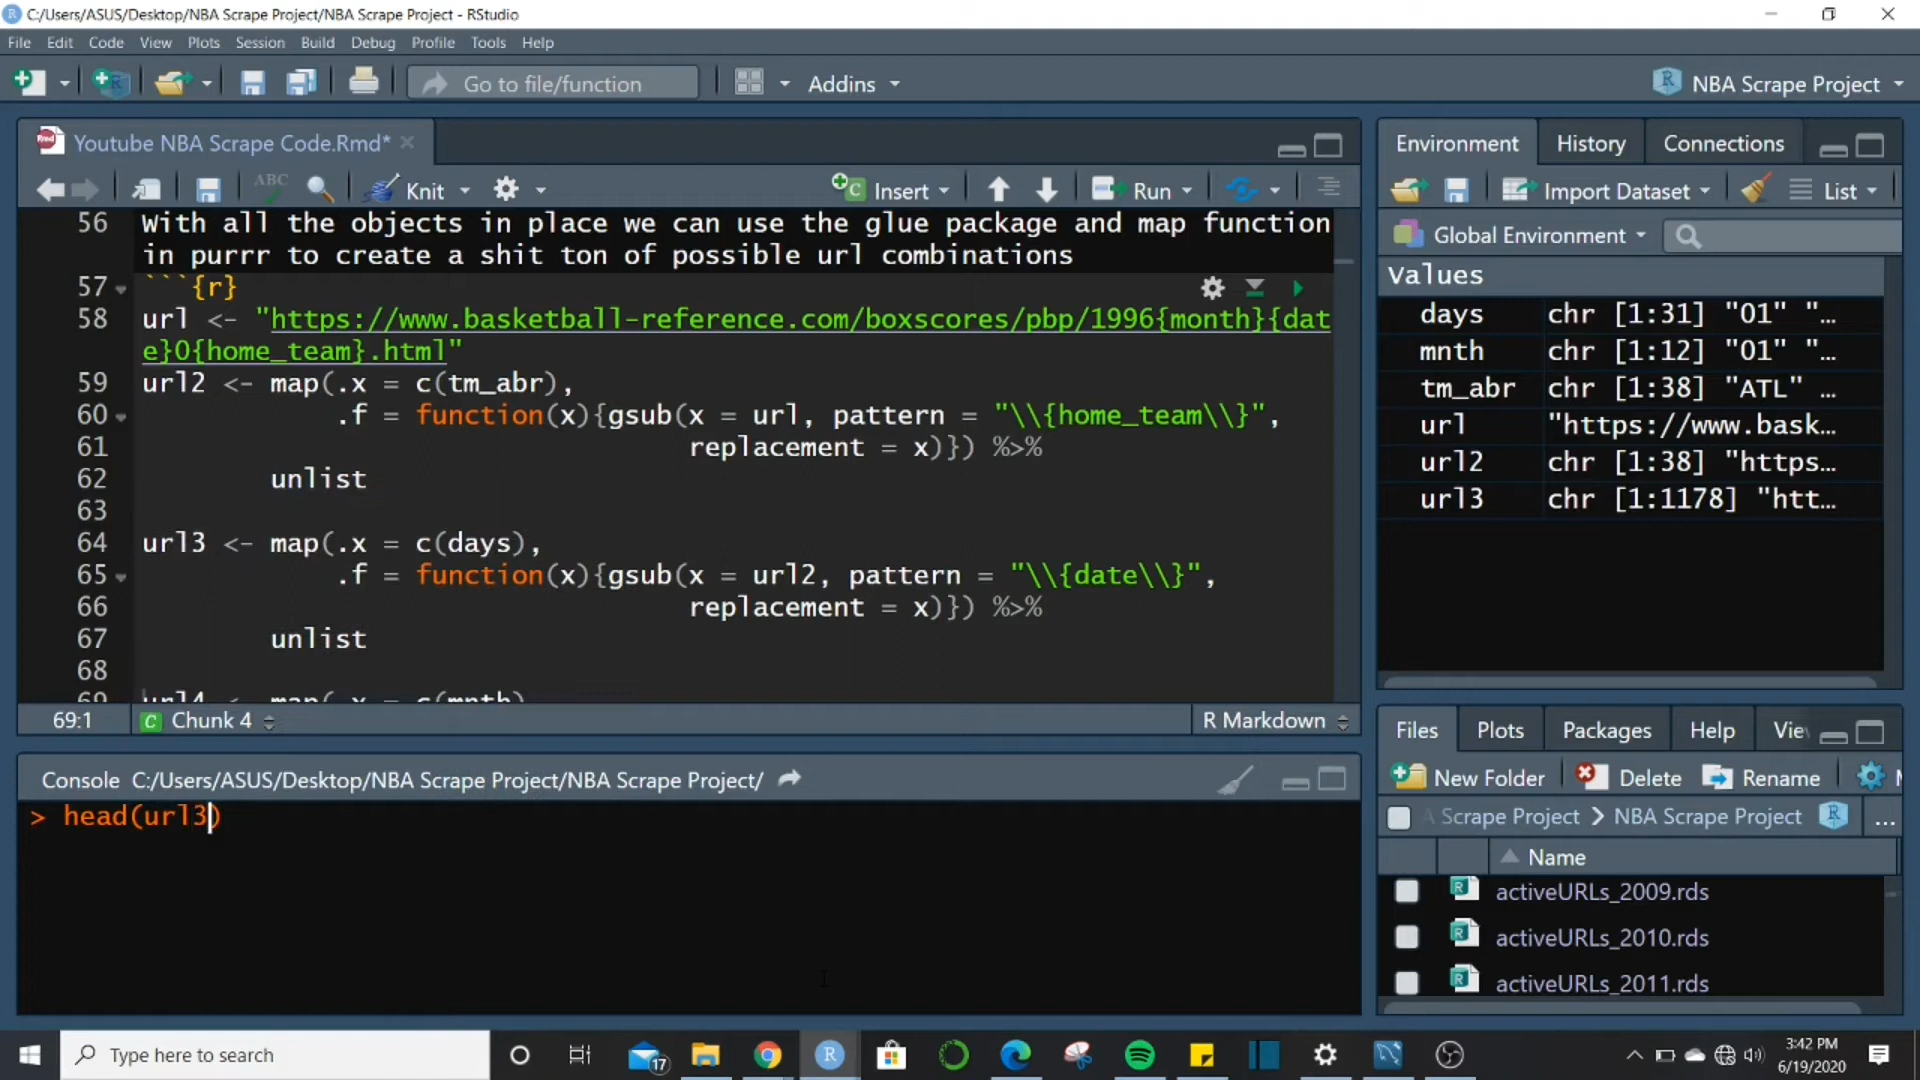 C:/Users/ASUS/Desktop/NBA Scrape Project/NBA Scrape Project - RStudio
File Edit Code View Plots Session Build Debug Profile Tools Help
Go to file/function Addins NBA Scrape Project
Youtube NBA Scrape Code.Rmd*
ABC Knit Insert Run
56 With all the objects in place we can use the glue package and map function
in purrr to create a shit ton of possible url combinations
57 ```{r}
58 url <- "https://www.basketball-reference.com/boxscores/pbp/1996{month}{dat
e}0{home_team}.html"
59 url2 <- map(.x = c(tm_abr),
60 .f = function(x){gsub(x = url, pattern = "\\{home_team\\}",
61 replacement = x)}) %>%
62 unlist
63
64 url3 <- map(.x = c(days),
65 .f = function(x){gsub(x = url2, pattern = "\\{date\\}",
66 replacement = x)}) %>%
67 unlist
68
69 url4 <- map(.x = c(mnth)
69:1 Chunk 4 R Markdown
Console C:/Users/ASUS/Desktop/NBA Scrape Project/NBA Scrape Project/
> head(url3)
Environment History Connections
Import Dataset List
Global Environment
Values
days chr [1:31] "01" "…
mnth chr [1:12] "01" "…
tm_abr chr [1:38] "ATL" …
url "https://www.bask…
url2 chr [1:38] "https…
url3 chr [1:1178] "htt…
Files Plots Packages Help
New Folder Delete Rename
A Scrape Project NBA Scrape Project ...
Name
activeURLs_2009.rds
activeURLs_2010.rds
activeURLs_2011.rds
Type here to search
17
3:42 PM
6/19/2020